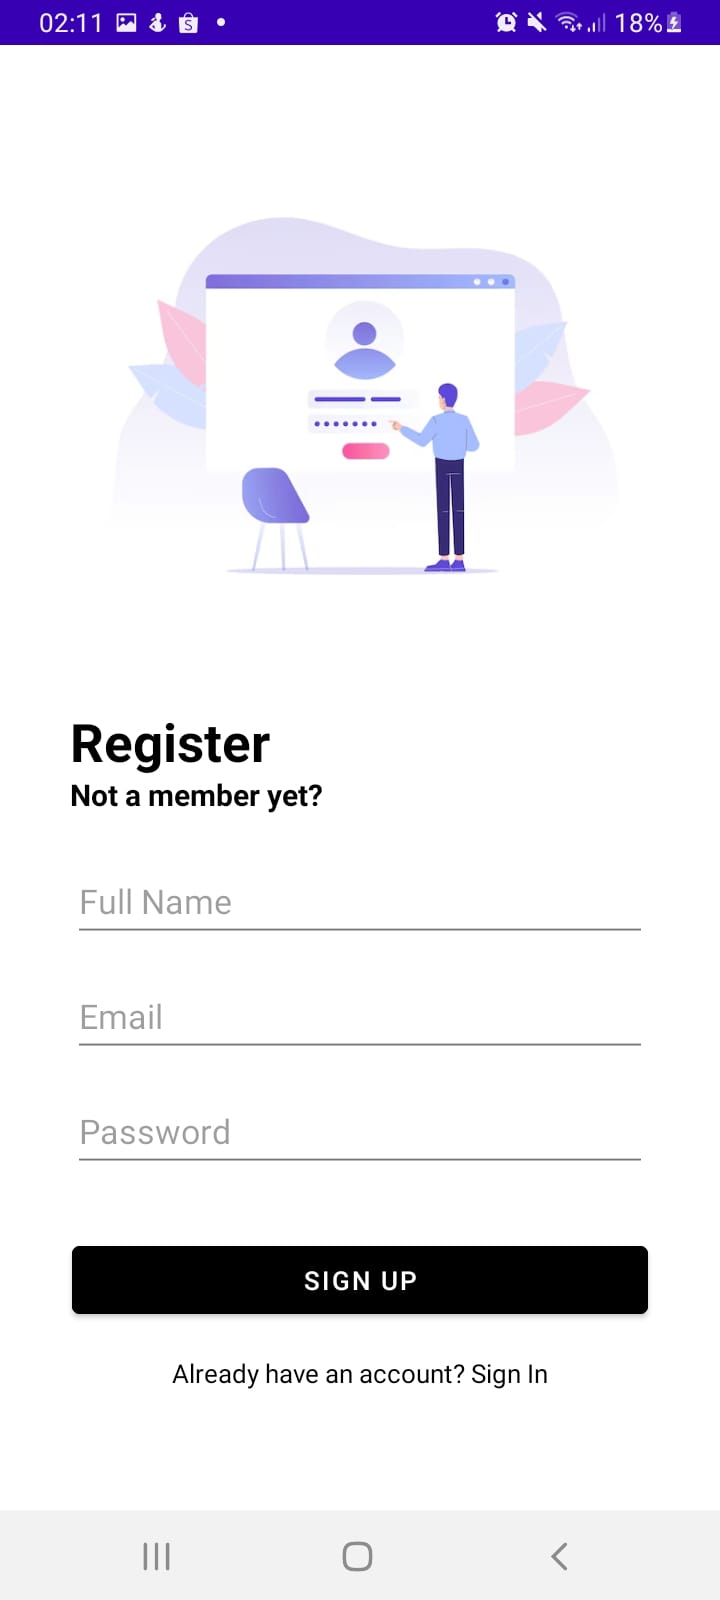 02:11 18%
Register
Not a member yet?
Full Name
Email
Password
SIGN UP
Already have an account? Sign In